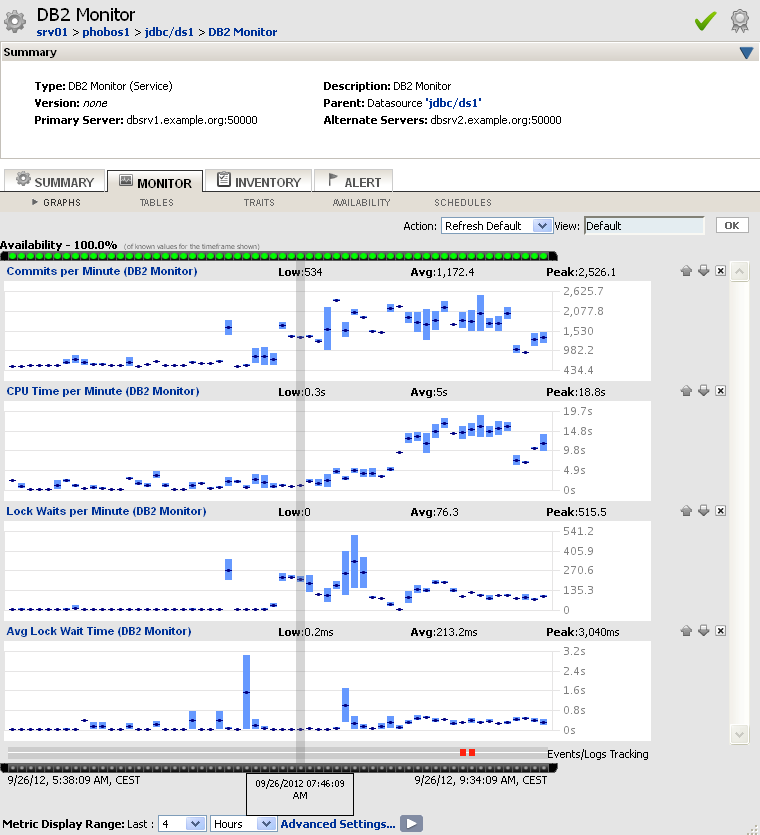 DB2 Monitor
srv01 > phobos1 > jdbc/ds1 > DB2 Monitor
Summary
Type: DB2 Monitor (Service) Description: DB2 Monitor
Version: none Parent: Datasource 'jdbc/ds1'
Primary Server: dbsrv1.example.org:50000 Alternate Servers: dbsrv2.example.org:50000
SUMMARY MONITOR INVENTORY ALERT
GRAPHS TABLES TRAITS AVAILABILITY SCHEDULES
Action: Refresh Default View: Default OK
Availability - 100.0% (of known values for the timeframe shown)
Commits per Minute (DB2 Monitor) Low:534 Avg:1,172.4 Peak:2,526.1
2,625.7
2,077.8
1,530
982.2
434.4
CPU Time per Minute (DB2 Monitor) Low:0.3s Avg:5s Peak:18.8s
19.7s
14.8s
9.8s
4.9s
0s
Lock Waits per Minute (DB2 Monitor) Low:0 Avg:76.3 Peak:515.5
541.2
405.9
270.6
135.3
0
Avg Lock Wait Time (DB2 Monitor) Low:0.2ms Avg:213.2ms Peak:3,040ms
3.2s
2.4s
1.6s
0.8s
0s
Events/Logs Tracking
9/26/12, 5:38:09 AM, CEST 09/26/2012 07:46:09 9/26/12, 9:34:09 AM, CEST
AM
Metric Display Range: Last : 4 Hours Advanced Settings...